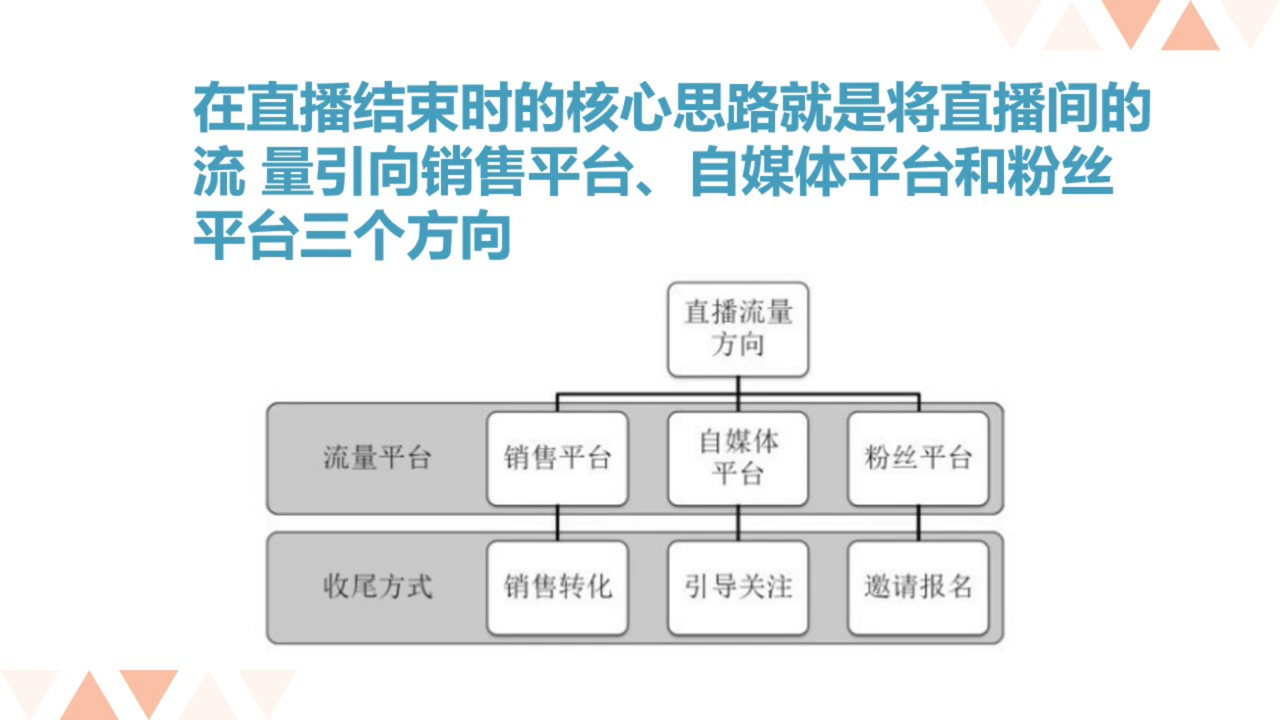 在直播结束时的核心思路就是将直播间的
流 量引向销售平台、自媒体平台和粉丝
平台三个方向
直播流量
方向
流量平台
销售平台
自媒体
平台
粉丝平台
收尾方式
销售转化
引导关注
邀请报名